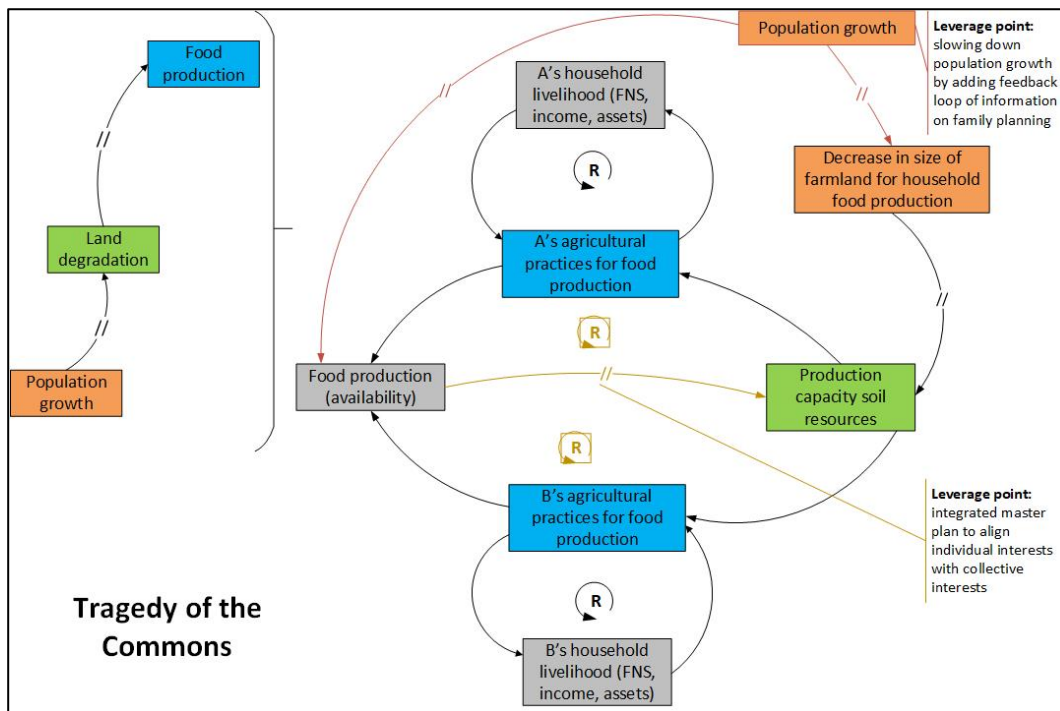 Food
production
Land
degradation
Population
growth
Tragedy of the
Commons
Population growth
Leverage point:
slowing down
population growth
by adding feedback
loop of information
on family planning
A's household
livelihood (FNS,
income, assets)
R
Decrease in size of
farmland for household
food production
A's agricultural
practices for food
production
R
Food production
(availability)
Production
capacity soil
resources
R
B's agricultural
practices for food
production
Leverage point:
integrated master
plan to align
individual interests
with collective
interests
R
B's household
livelihood (FNS,
income, assets)